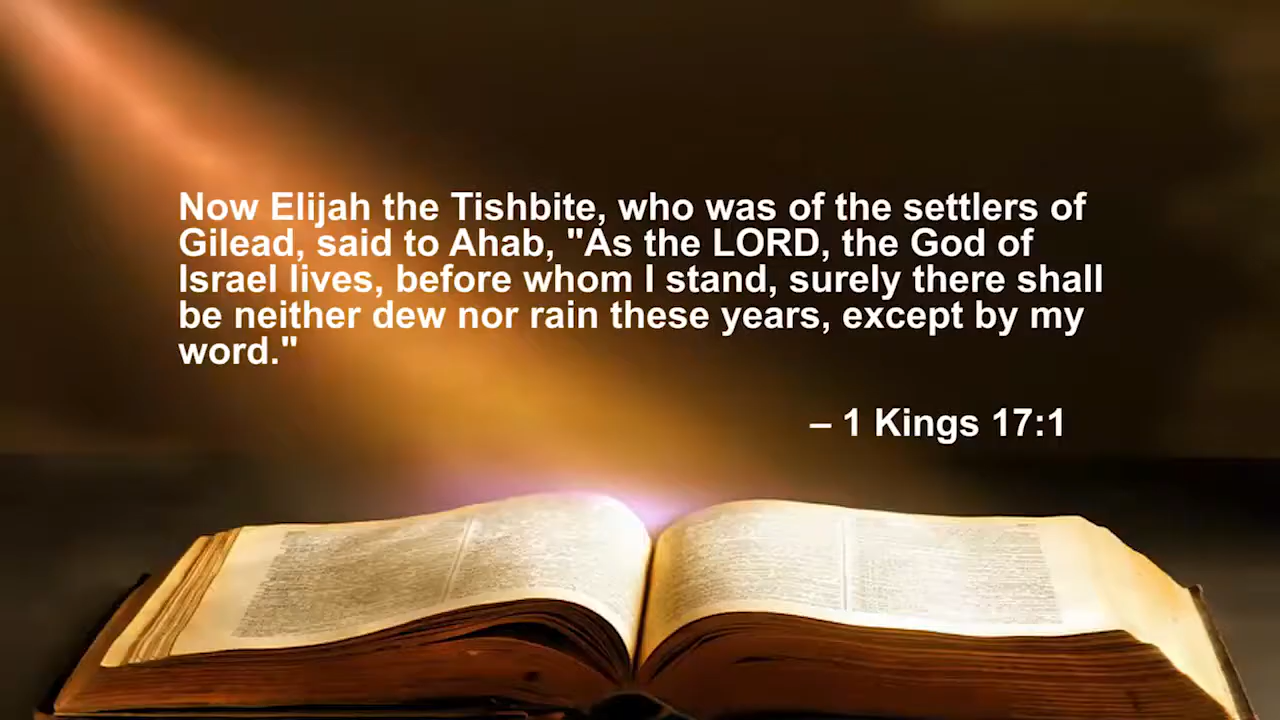 Now Elijah the Tishbite, who was of the settlers of
Gilead, said to Ahab, "As the LORD, the God of
Israel lives, before whom I stand, surely there shall
be neither dew nor rain these years, except by my
word."
– 1 Kings 17:1